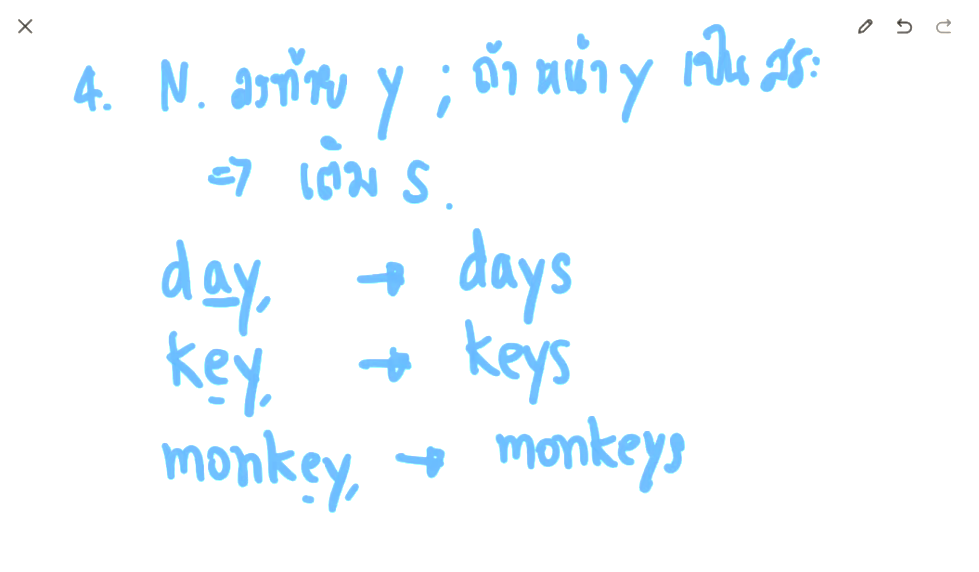 4. N. ลงท้าย y ; ถ้า หน้า y เป็น สระ
⇒ เติม s.
day, → days
key, → keys
monkey, → monkeys